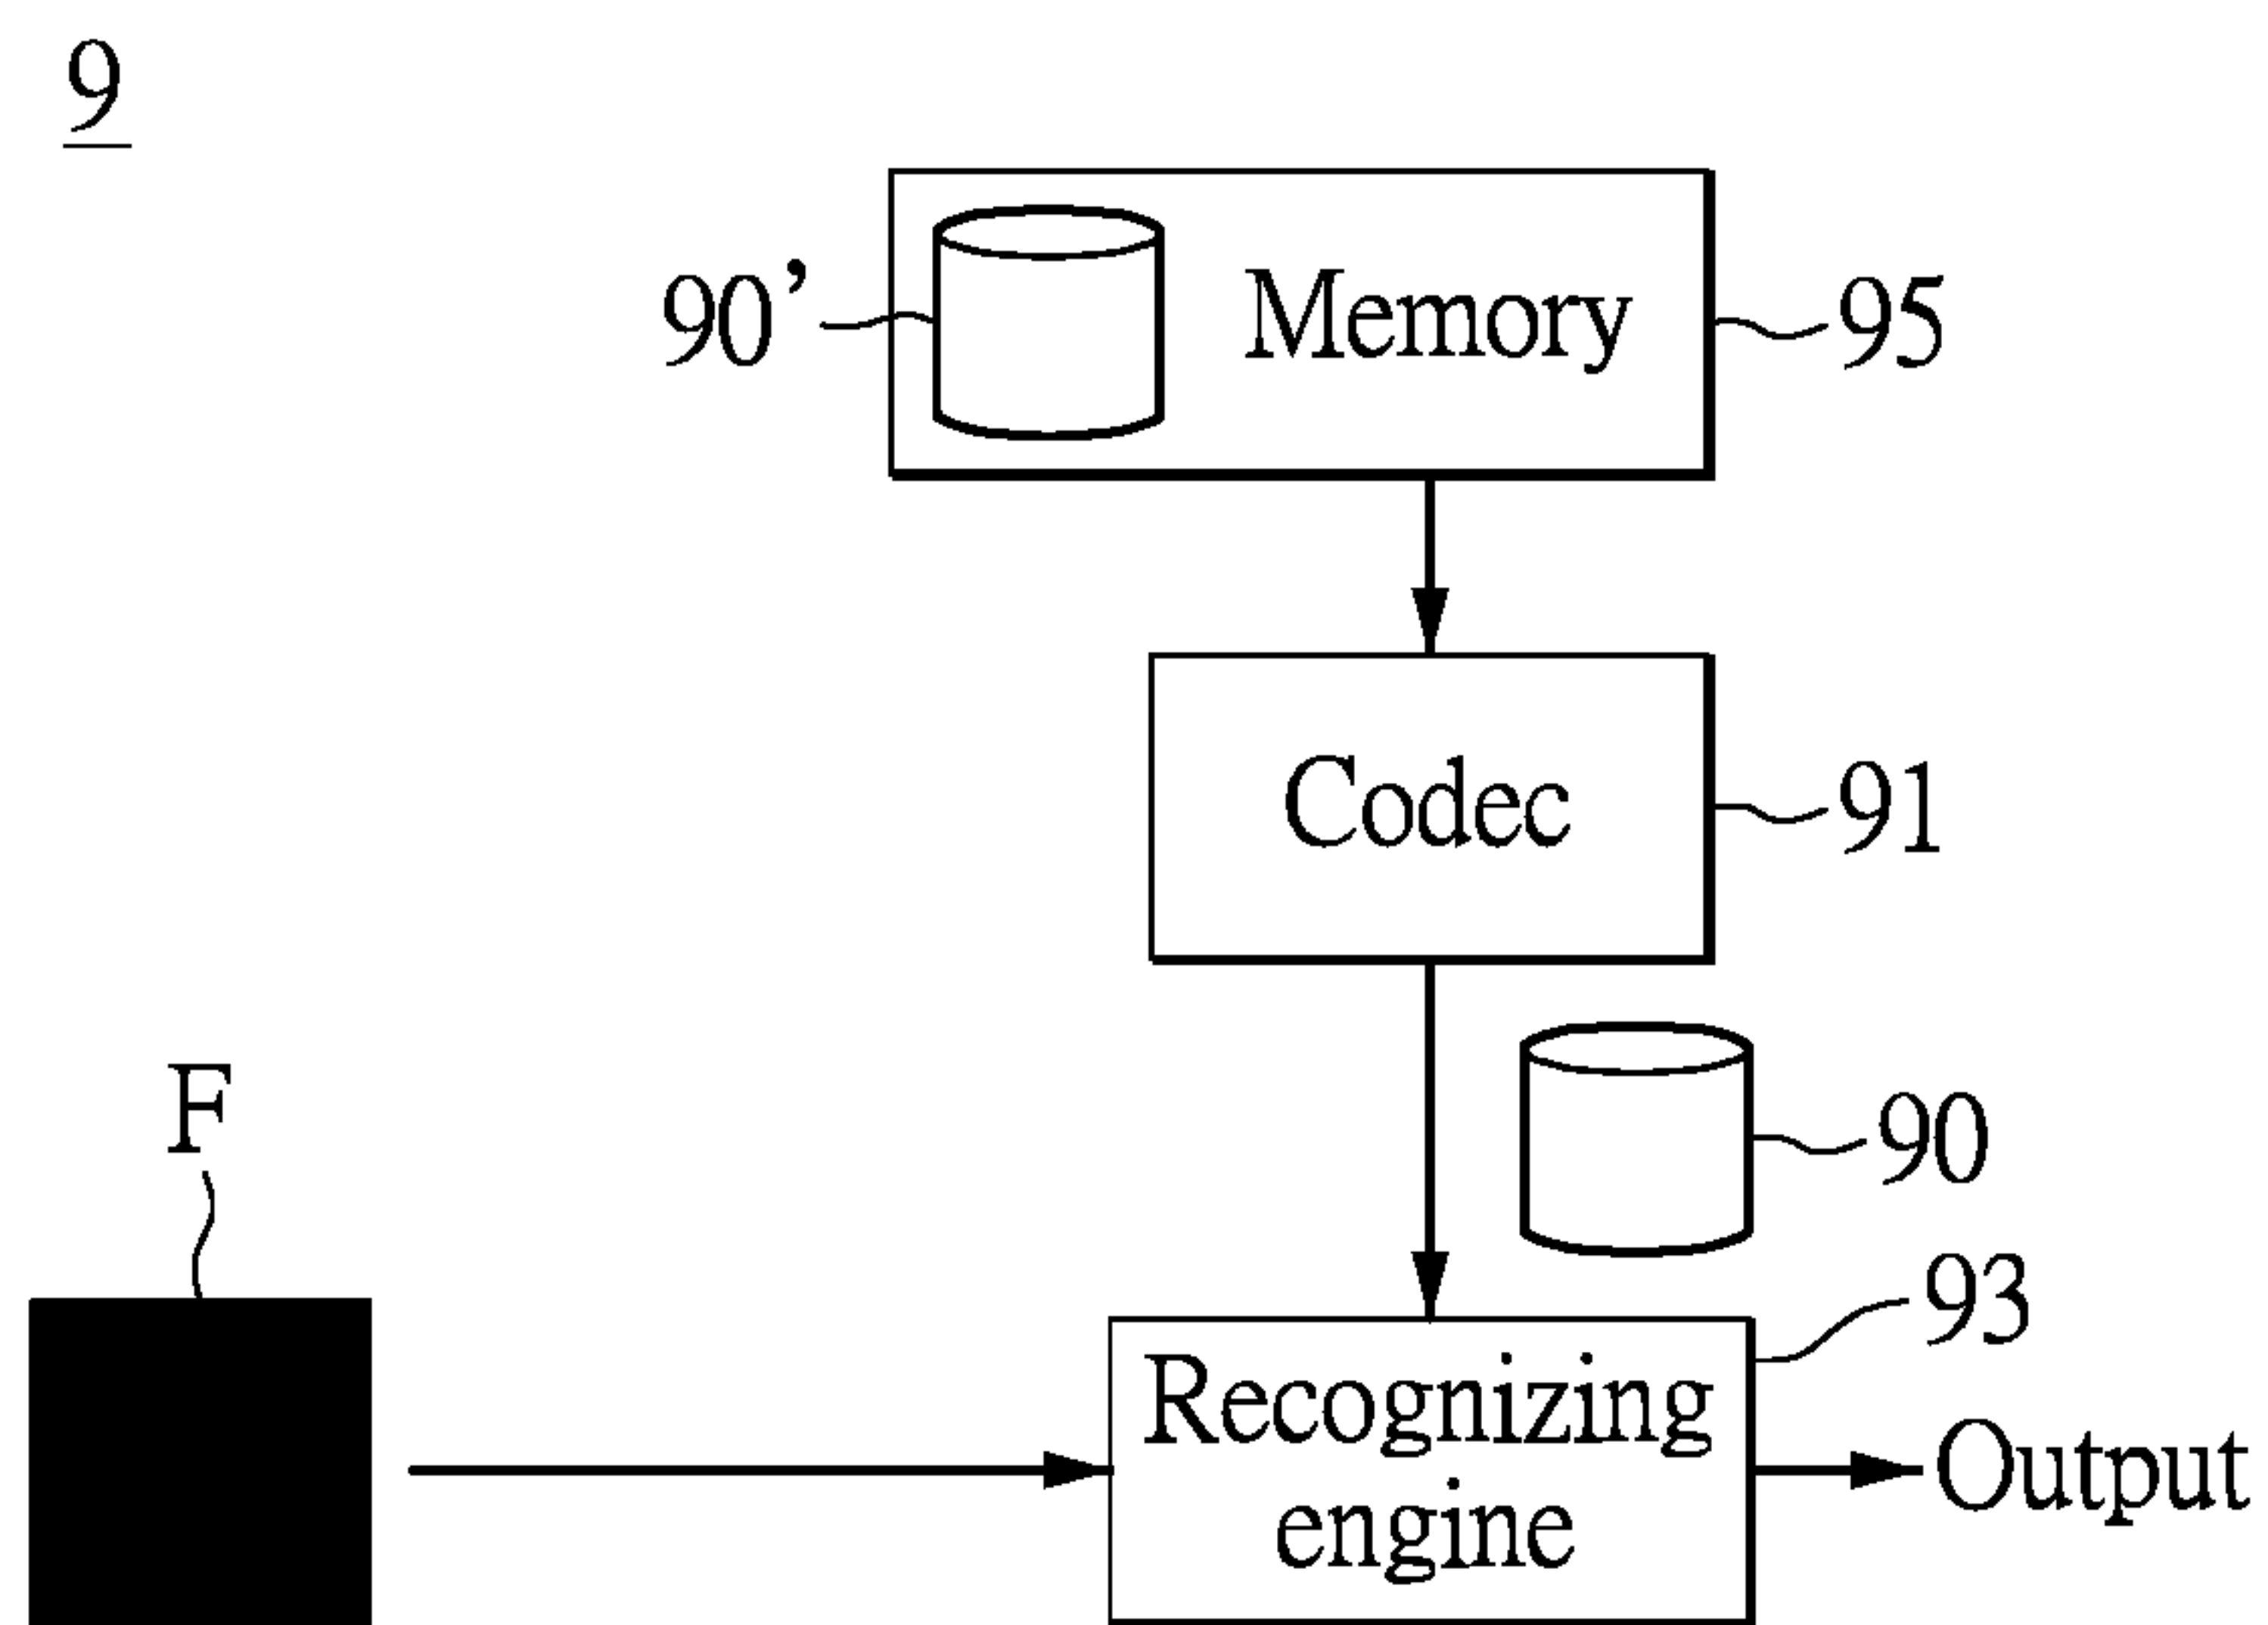 9
90’
Memory
95
Codec
91
90
F
93
Recognizing
engine
Output